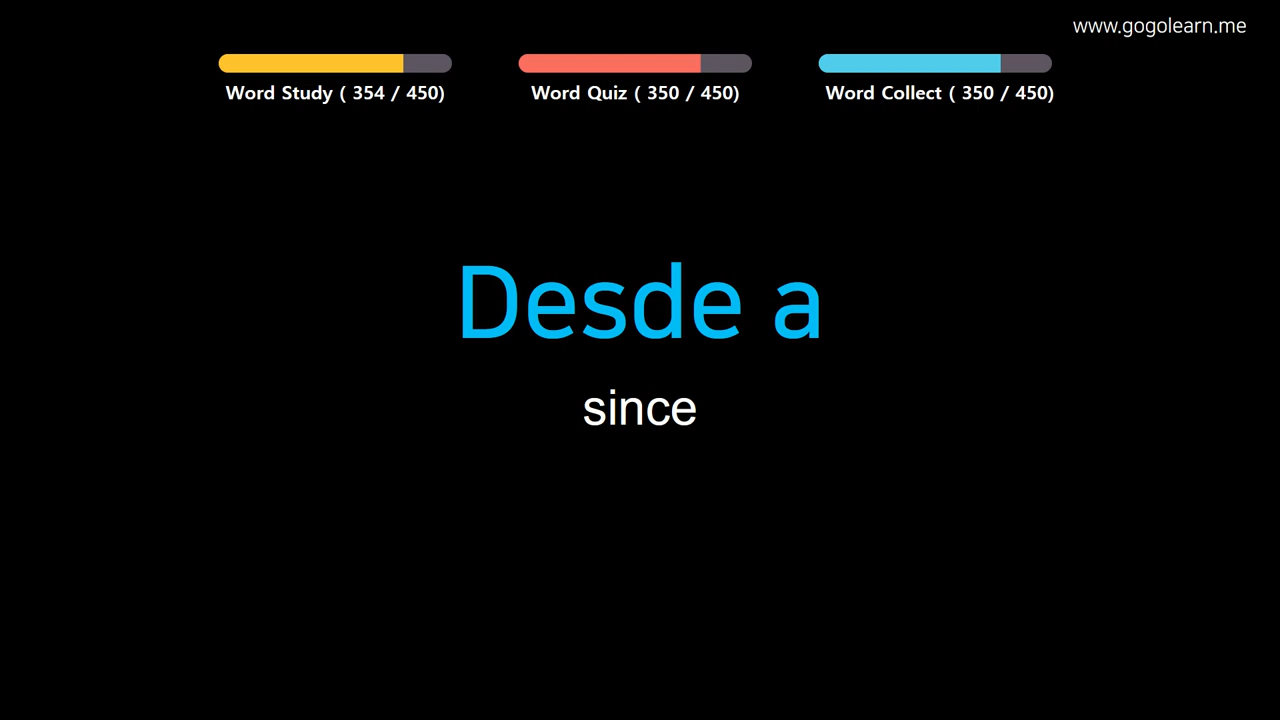 www.gogolearn.me
Word Study ( 354 / 450)
Word Quiz ( 350 / 450)
Word Collect ( 350 / 450)
Desde a
since